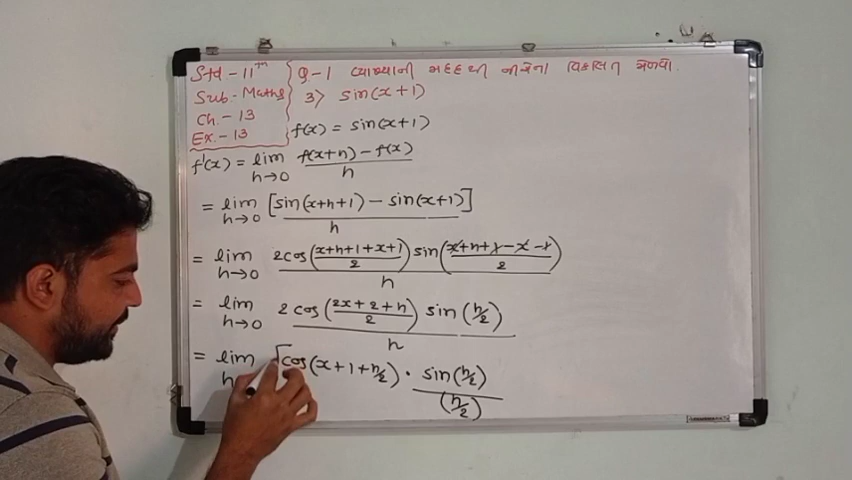 Std - 11th
Sub. - Maths
Ch. - 13
Ex. - 13
Q-1 વ્યાખ્યાની મદદથી નીચેના વિકલિત મેળવો.
3> sin(x+1)
f(x) = sin(x+1)
f'(x) = lim h→0 f(x+h) - f(x) / h
= lim h→0 [sin(x+h+1) - sin(x+1)] / h
= lim h→0 2cos((x+h+1+x+1)/2) sin((x+h+1-x-1)/2) / h
= lim h→0 2 cos((2x+2+h)/2) sin(h/2) / h
= lim h [cos(x+1+h/2) · sin(h/2) / (h/2)